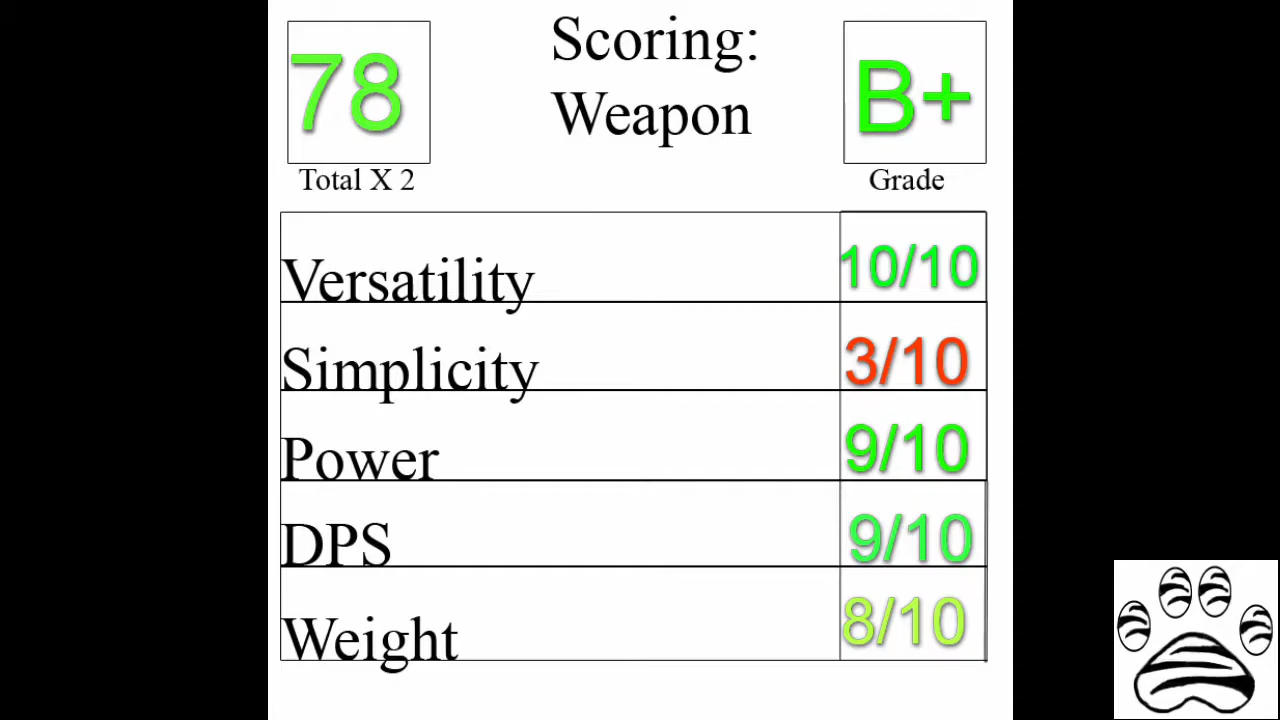 78
Total X 2
Scoring:
Weapon
B+
Grade
Versatility 10/10
Simplicity 3/10
Power 9/10
DPS 9/10
Weight 8/10